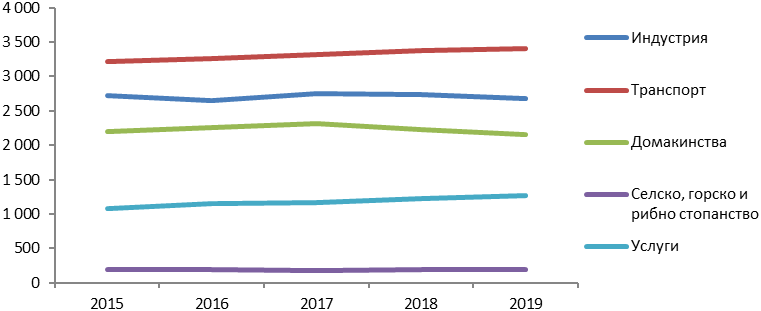 4 000
3 500
3 000
2 500
2 000
1 500
1 000
500
0
2015 2016 2017 2018 2019
Индустрия
Транспорт
Домакинства
Селско, горско и
рибно стопанство
Услуги